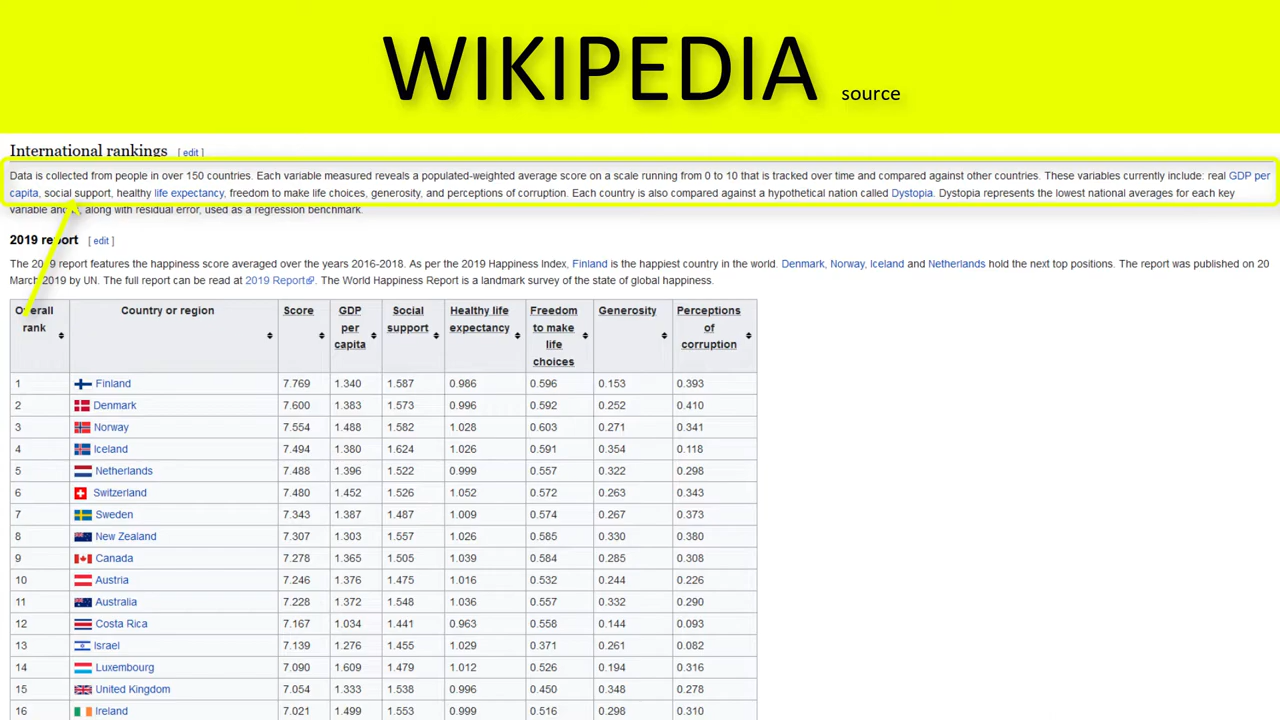 WIKIPEDIA source
International rankings [ edit ]
Data is collected from people in over 150 countries. Each variable measured reveals a populated-weighted average score on a scale running from 0 to 10 that is tracked over time and compared against other countries. These variables currently include: real GDP per
capita, social support, healthy life expectancy, freedom to make life choices, generosity, and perceptions of corruption. Each country is also compared against a hypothetical nation called Dystopia. Dystopia represents the lowest national averages for each key
variable and is, along with residual error, used as a regression benchmark.
2019 report [ edit ]
The 2019 report features the happiness score averaged over the years 2016-2018. As per the 2019 Happiness Index, Finland is the happiest country in the world. Denmark, Norway, Iceland and Netherlands hold the next top positions. The report was published on 20
March 2019 by UN. The full report can be read at 2019 Report. The World Happiness Report is a landmark survey of the state of global happiness.
Overall rank Country or region Score GDP per capita Social support Healthy life expectancy Freedom to make life choices Generosity Perceptions of corruption
1 Finland 7.769 1.340 1.587 0.986 0.596 0.153 0.393
2 Denmark 7.600 1.383 1.573 0.996 0.592 0.252 0.410
3 Norway 7.554 1.488 1.582 1.028 0.603 0.271 0.341
4 Iceland 7.494 1.380 1.624 1.026 0.591 0.354 0.118
5 Netherlands 7.488 1.396 1.522 0.999 0.557 0.322 0.298
6 Switzerland 7.480 1.452 1.526 1.052 0.572 0.263 0.343
7 Sweden 7.343 1.387 1.487 1.009 0.574 0.267 0.373
8 New Zealand 7.307 1.303 1.557 1.026 0.585 0.330 0.380
9 Canada 7.278 1.365 1.505 1.039 0.584 0.285 0.308
10 Austria 7.246 1.376 1.475 1.016 0.532 0.244 0.226
11 Australia 7.228 1.372 1.548 1.036 0.557 0.332 0.290
12 Costa Rica 7.167 1.034 1.441 0.963 0.558 0.144 0.093
13 Israel 7.139 1.276 1.455 1.029 0.371 0.261 0.082
14 Luxembourg 7.090 1.609 1.479 1.012 0.526 0.194 0.316
15 United Kingdom 7.054 1.333 1.538 0.996 0.450 0.348 0.278
16 Ireland 7.021 1.499 1.553 0.999 0.516 0.298 0.310